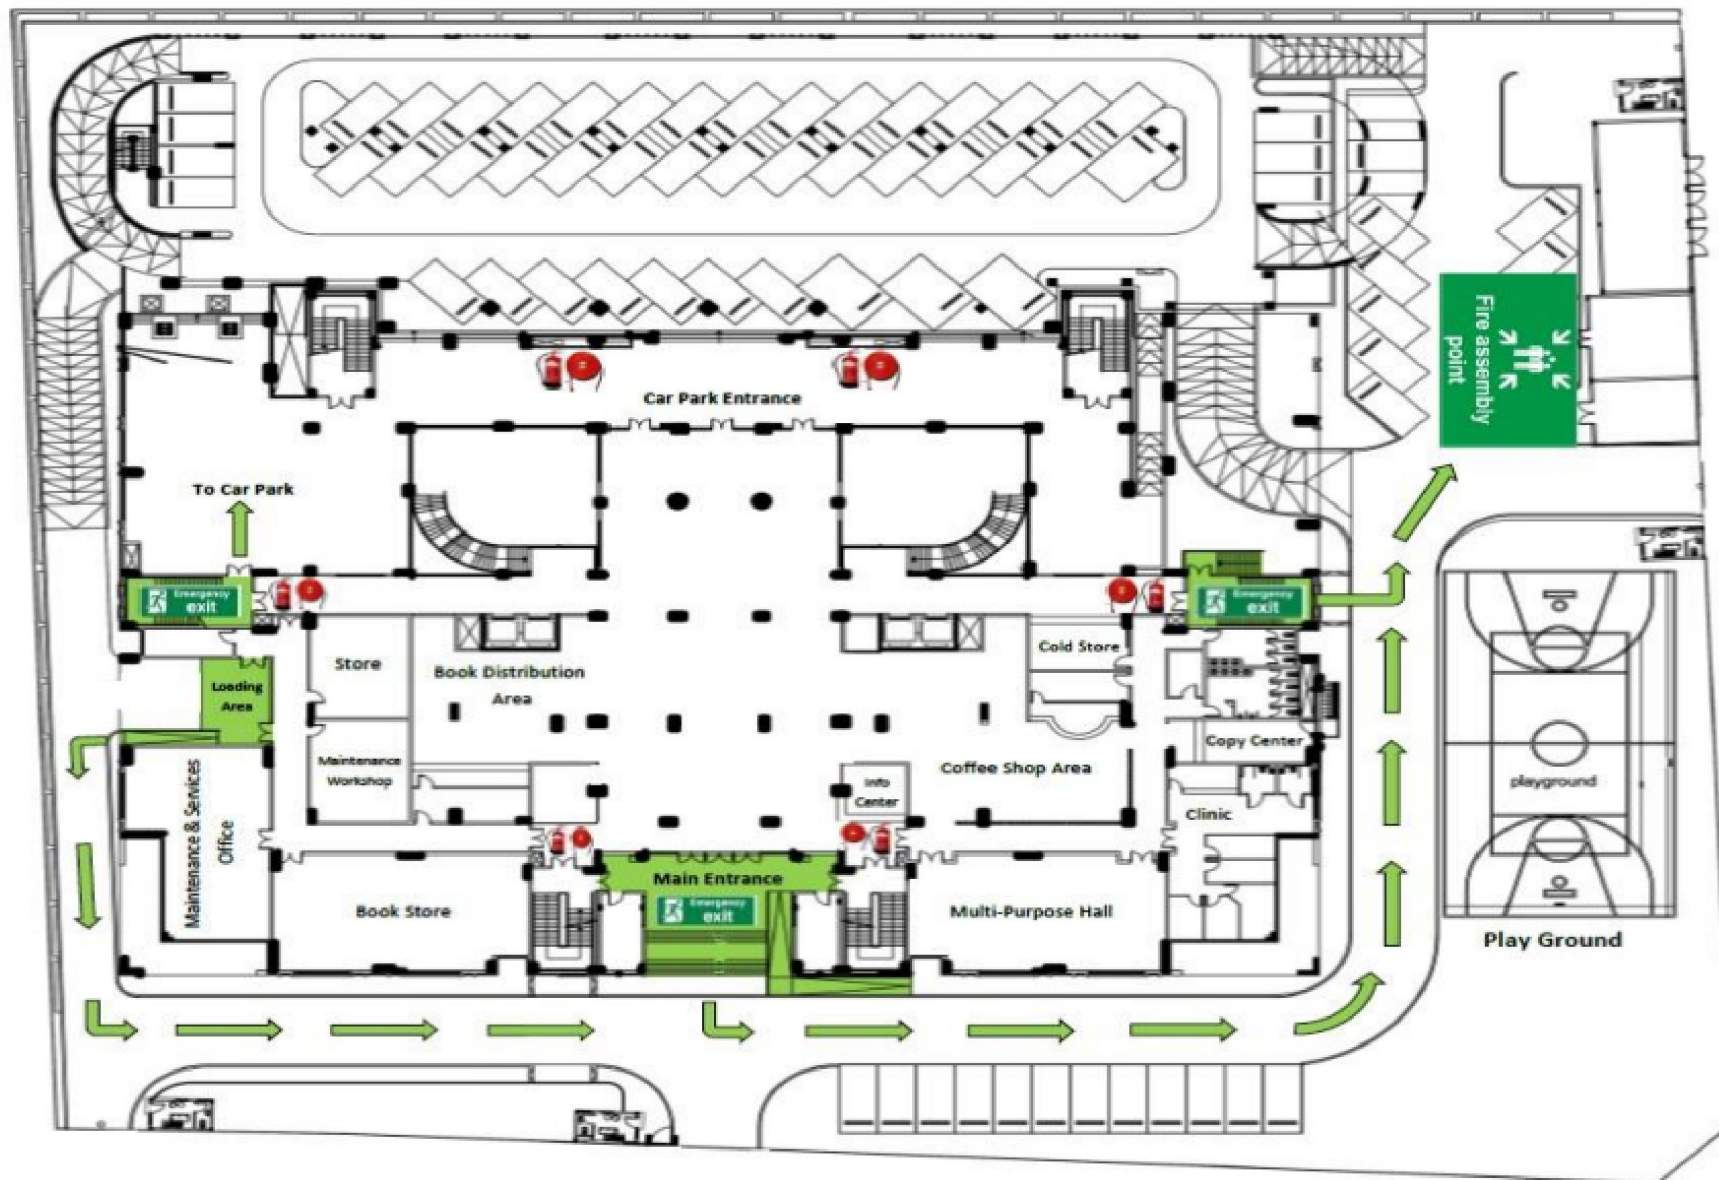 Fire assembly
point
Car Park Entrance
To Car Park
Emergency
exit
Emergency
exit
Store
Book Distribution
Area
Cold Store
Loading
Area
Copy Center
Maintenance
Workshop
Coffee Shop Area
Info
Center
playground
Maintenance & Services
Office
Clinic
Main Entrance
Book Store
Emergency
exit
Multi-Purpose Hall
Play Ground